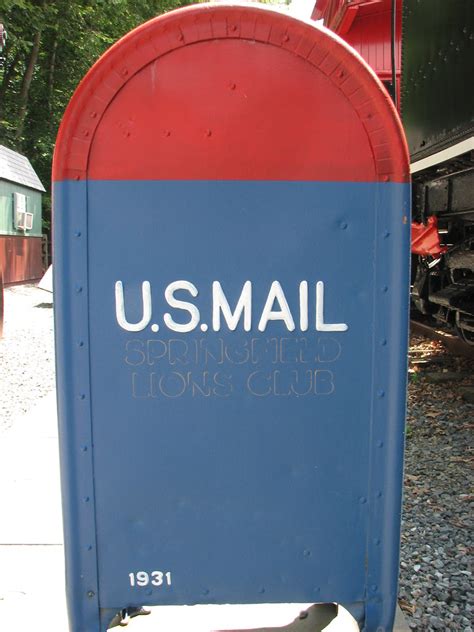 U.S.MAIL
SPRINGFIELD
LIONS CLUB
1931